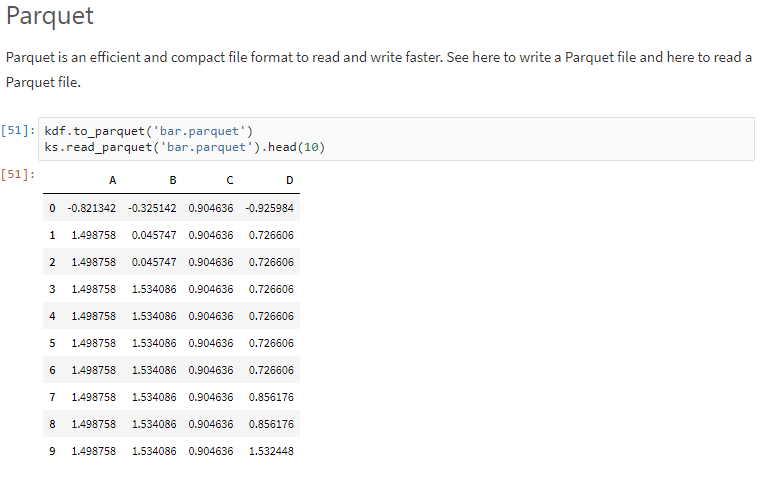 Parquet
Parquet is an efficient and compact file format to read and write faster. See here to write a Parquet file and here to read a
Parquet file.
[51]: kdf.to_parquet('bar.parquet')
ks.read_parquet('bar.parquet').head(10)
[51]:
A B C D
0 -0.821342 -0.325142 0.904636 -0.925984
1 1.498758 0.045747 0.904636 0.726606
2 1.498758 0.045747 0.904636 0.726606
3 1.498758 1.534086 0.904636 0.726606
4 1.498758 1.534086 0.904636 0.726606
5 1.498758 1.534086 0.904636 0.726606
6 1.498758 1.534086 0.904636 0.726606
7 1.498758 1.534086 0.904636 0.856176
8 1.498758 1.534086 0.904636 0.856176
9 1.498758 1.534086 0.904636 1.532448